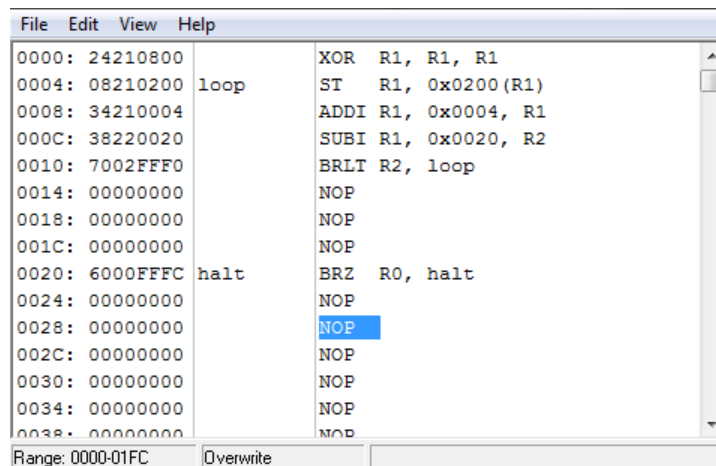 File Edit View Help
0000: 24210800 XOR R1, R1, R1
0004: 08210200 loop ST R1, 0x0200(R1)
0008: 34210004 ADDI R1, 0x0004, R1
000C: 38220020 SUBI R1, 0x0020, R2
0010: 7002FFF0 BRLT R2, loop
0014: 00000000 NOP
0018: 00000000 NOP
001C: 00000000 NOP
0020: 6000FFFC halt BRZ R0, halt
0024: 00000000 NOP
0028: 00000000 NOP
002C: 00000000 NOP
0030: 00000000 NOP
0034: 00000000 NOP
0038: 00000000 NOP
Range: 0000-01FC Overwrite